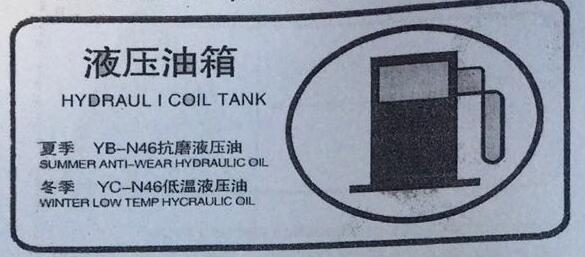 液压油箱
HYDRAUL I COIL TANK
夏季 YB-N46抗磨液压油
SUMMER ANTI-WEAR HYDRAULIC OIL
冬季 YC-N46低温液压油
WINTER LOW TEMP HYCRAULIC OIL